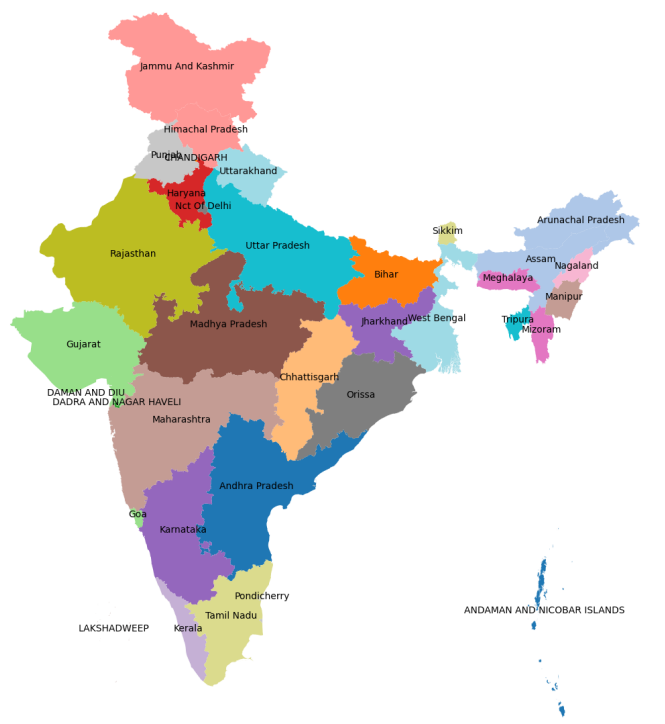 Jammu And Kashmir
Himachal Pradesh
Punjab
CHANDIGARH
Uttarakhand
Haryana
Nct Of Delhi
Arunachal Pradesh
Sikkim
Uttar Pradesh
Rajasthan
Assam
Nagaland
Bihar
Meghalaya
Manipur
Madhya Pradesh
Jharkhand
West Bengal
Tripura
Mizoram
Gujarat
Chhattisgarh
DAMAN AND DIU
DADRA AND NAGAR HAVELI
Orissa
Maharashtra
Andhra Pradesh
Goa
Karnataka
Pondicherry
ANDAMAN AND NICOBAR ISLANDS
Tamil Nadu
LAKSHADWEEP
Kerala